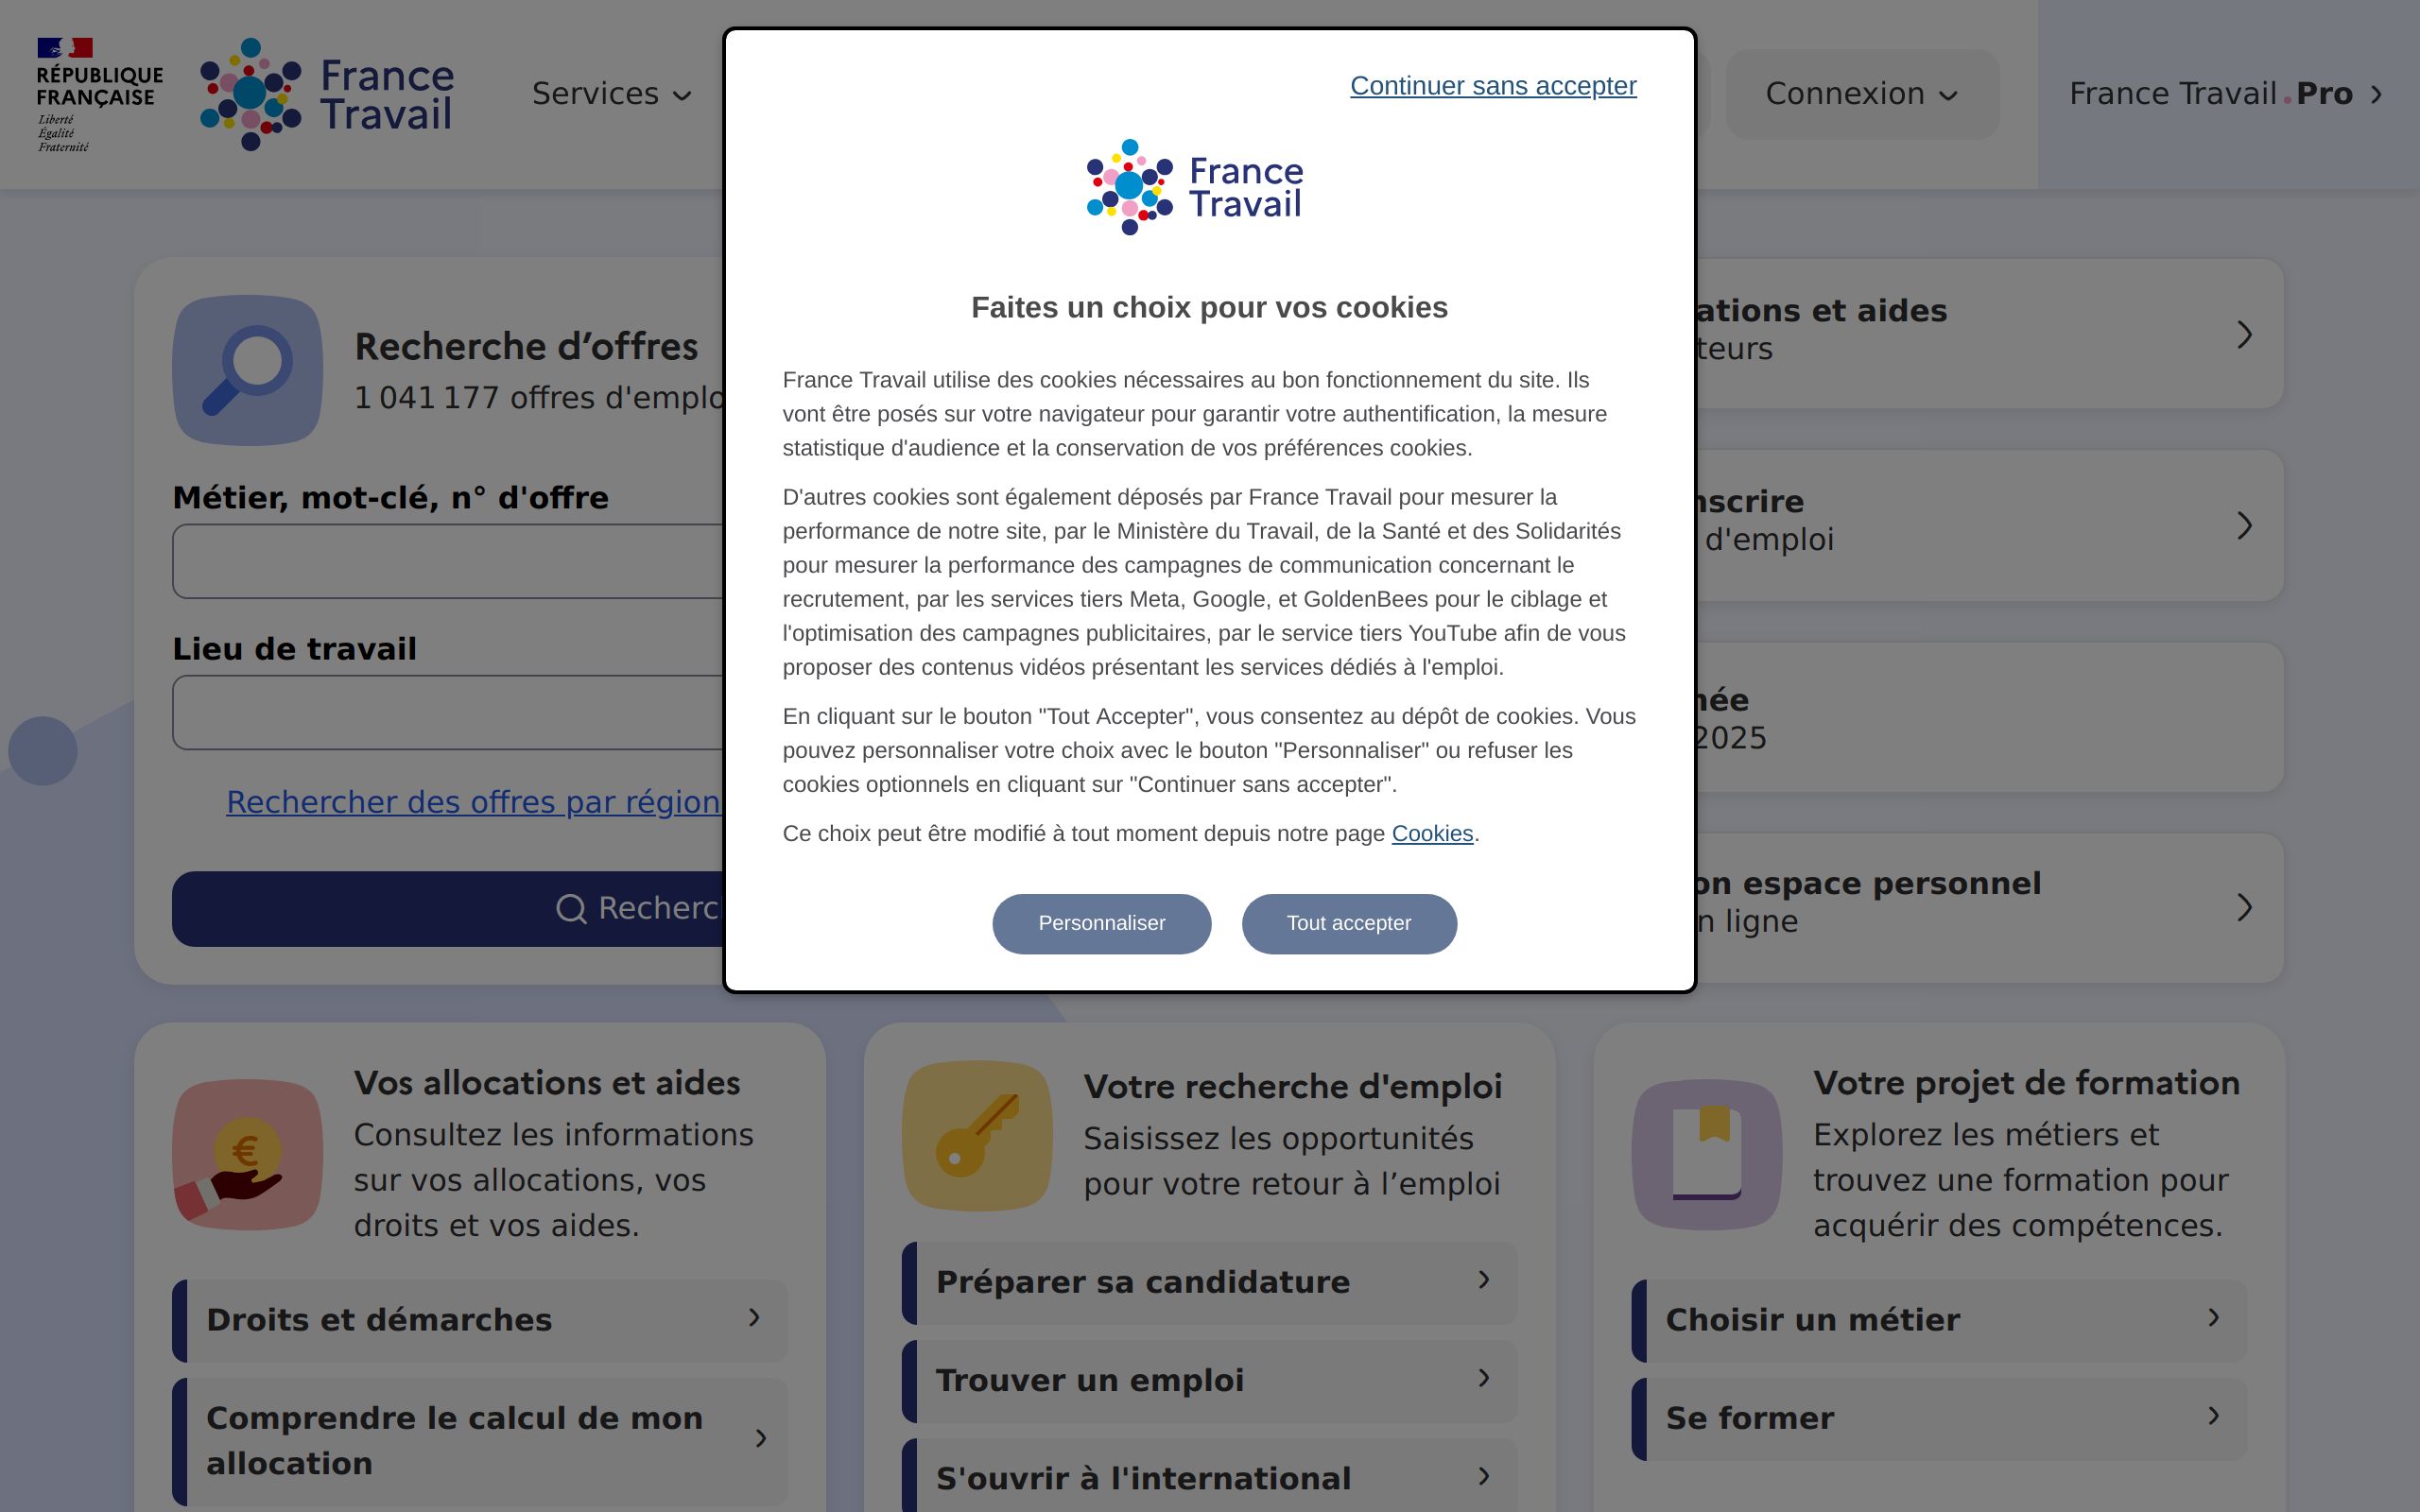 RÉPUBLIQUE
FRANÇAISE
Liberté
Égalité
Fraternité
France
Travail
Services
Connexion
France Travail.Pro
Continuer sans accepter
France
Travail
Faites un choix pour vos cookies
France Travail utilise des cookies nécessaires au bon fonctionnement du site. Ils
vont être posés sur votre navigateur pour garantir votre authentification, la mesure
statistique d'audience et la conservation de vos préférences cookies.
D'autres cookies sont également déposés par France Travail pour mesurer la
performance de notre site, par le Ministère du Travail, de la Santé et des Solidarités
pour mesurer la performance des campagnes de communication concernant le
recrutement, par les services tiers Meta, Google, et GoldenBees pour le ciblage et
l'optimisation des campagnes publicitaires, par le service tiers YouTube afin de vous
proposer des contenus vidéos présentant les services dédiés à l'emploi.
En cliquant sur le bouton "Tout Accepter", vous consentez au dépôt de cookies. Vous
pouvez personnaliser votre choix avec le bouton "Personnaliser" ou refuser les
cookies optionnels en cliquant sur "Continuer sans accepter".
Ce choix peut être modifié à tout moment depuis notre page Cookies.
Personnaliser
Tout accepter
Recherche d’offres
1 041 177 offres d'emplo
Métier, mot-clé, n° d'offre
Lieu de travail
Rechercher des offres par région
Recherc
ations et aides
teurs
nscrire
d'emploi
née
2025
on espace personnel
n ligne
Vos allocations et aides
Consultez les informations
sur vos allocations, vos
droits et vos aides.
Droits et démarches
Comprendre le calcul de mon
allocation
Votre recherche d'emploi
Saisissez les opportunités
pour votre retour à l’emploi
Préparer sa candidature
Trouver un emploi
S'ouvrir à l'international
Votre projet de formation
Explorez les métiers et
trouvez une formation pour
acquérir des compétences.
Choisir un métier
Se former